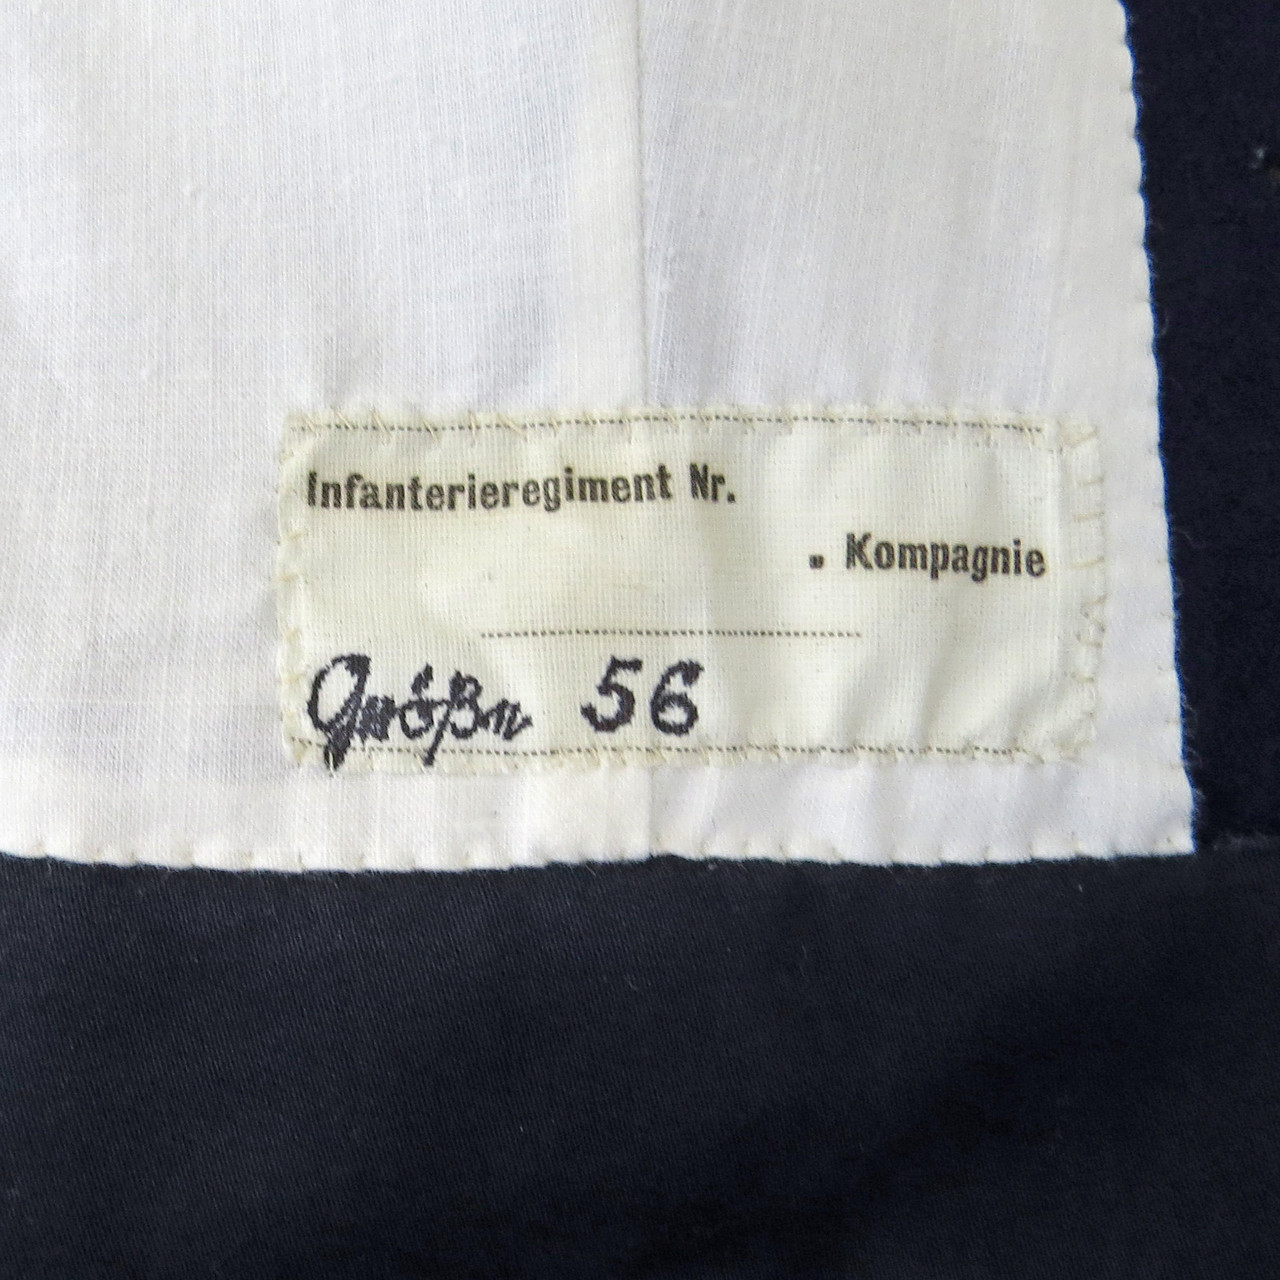 Infanterieregiment Nr.
. Kompagnie
Größe 56